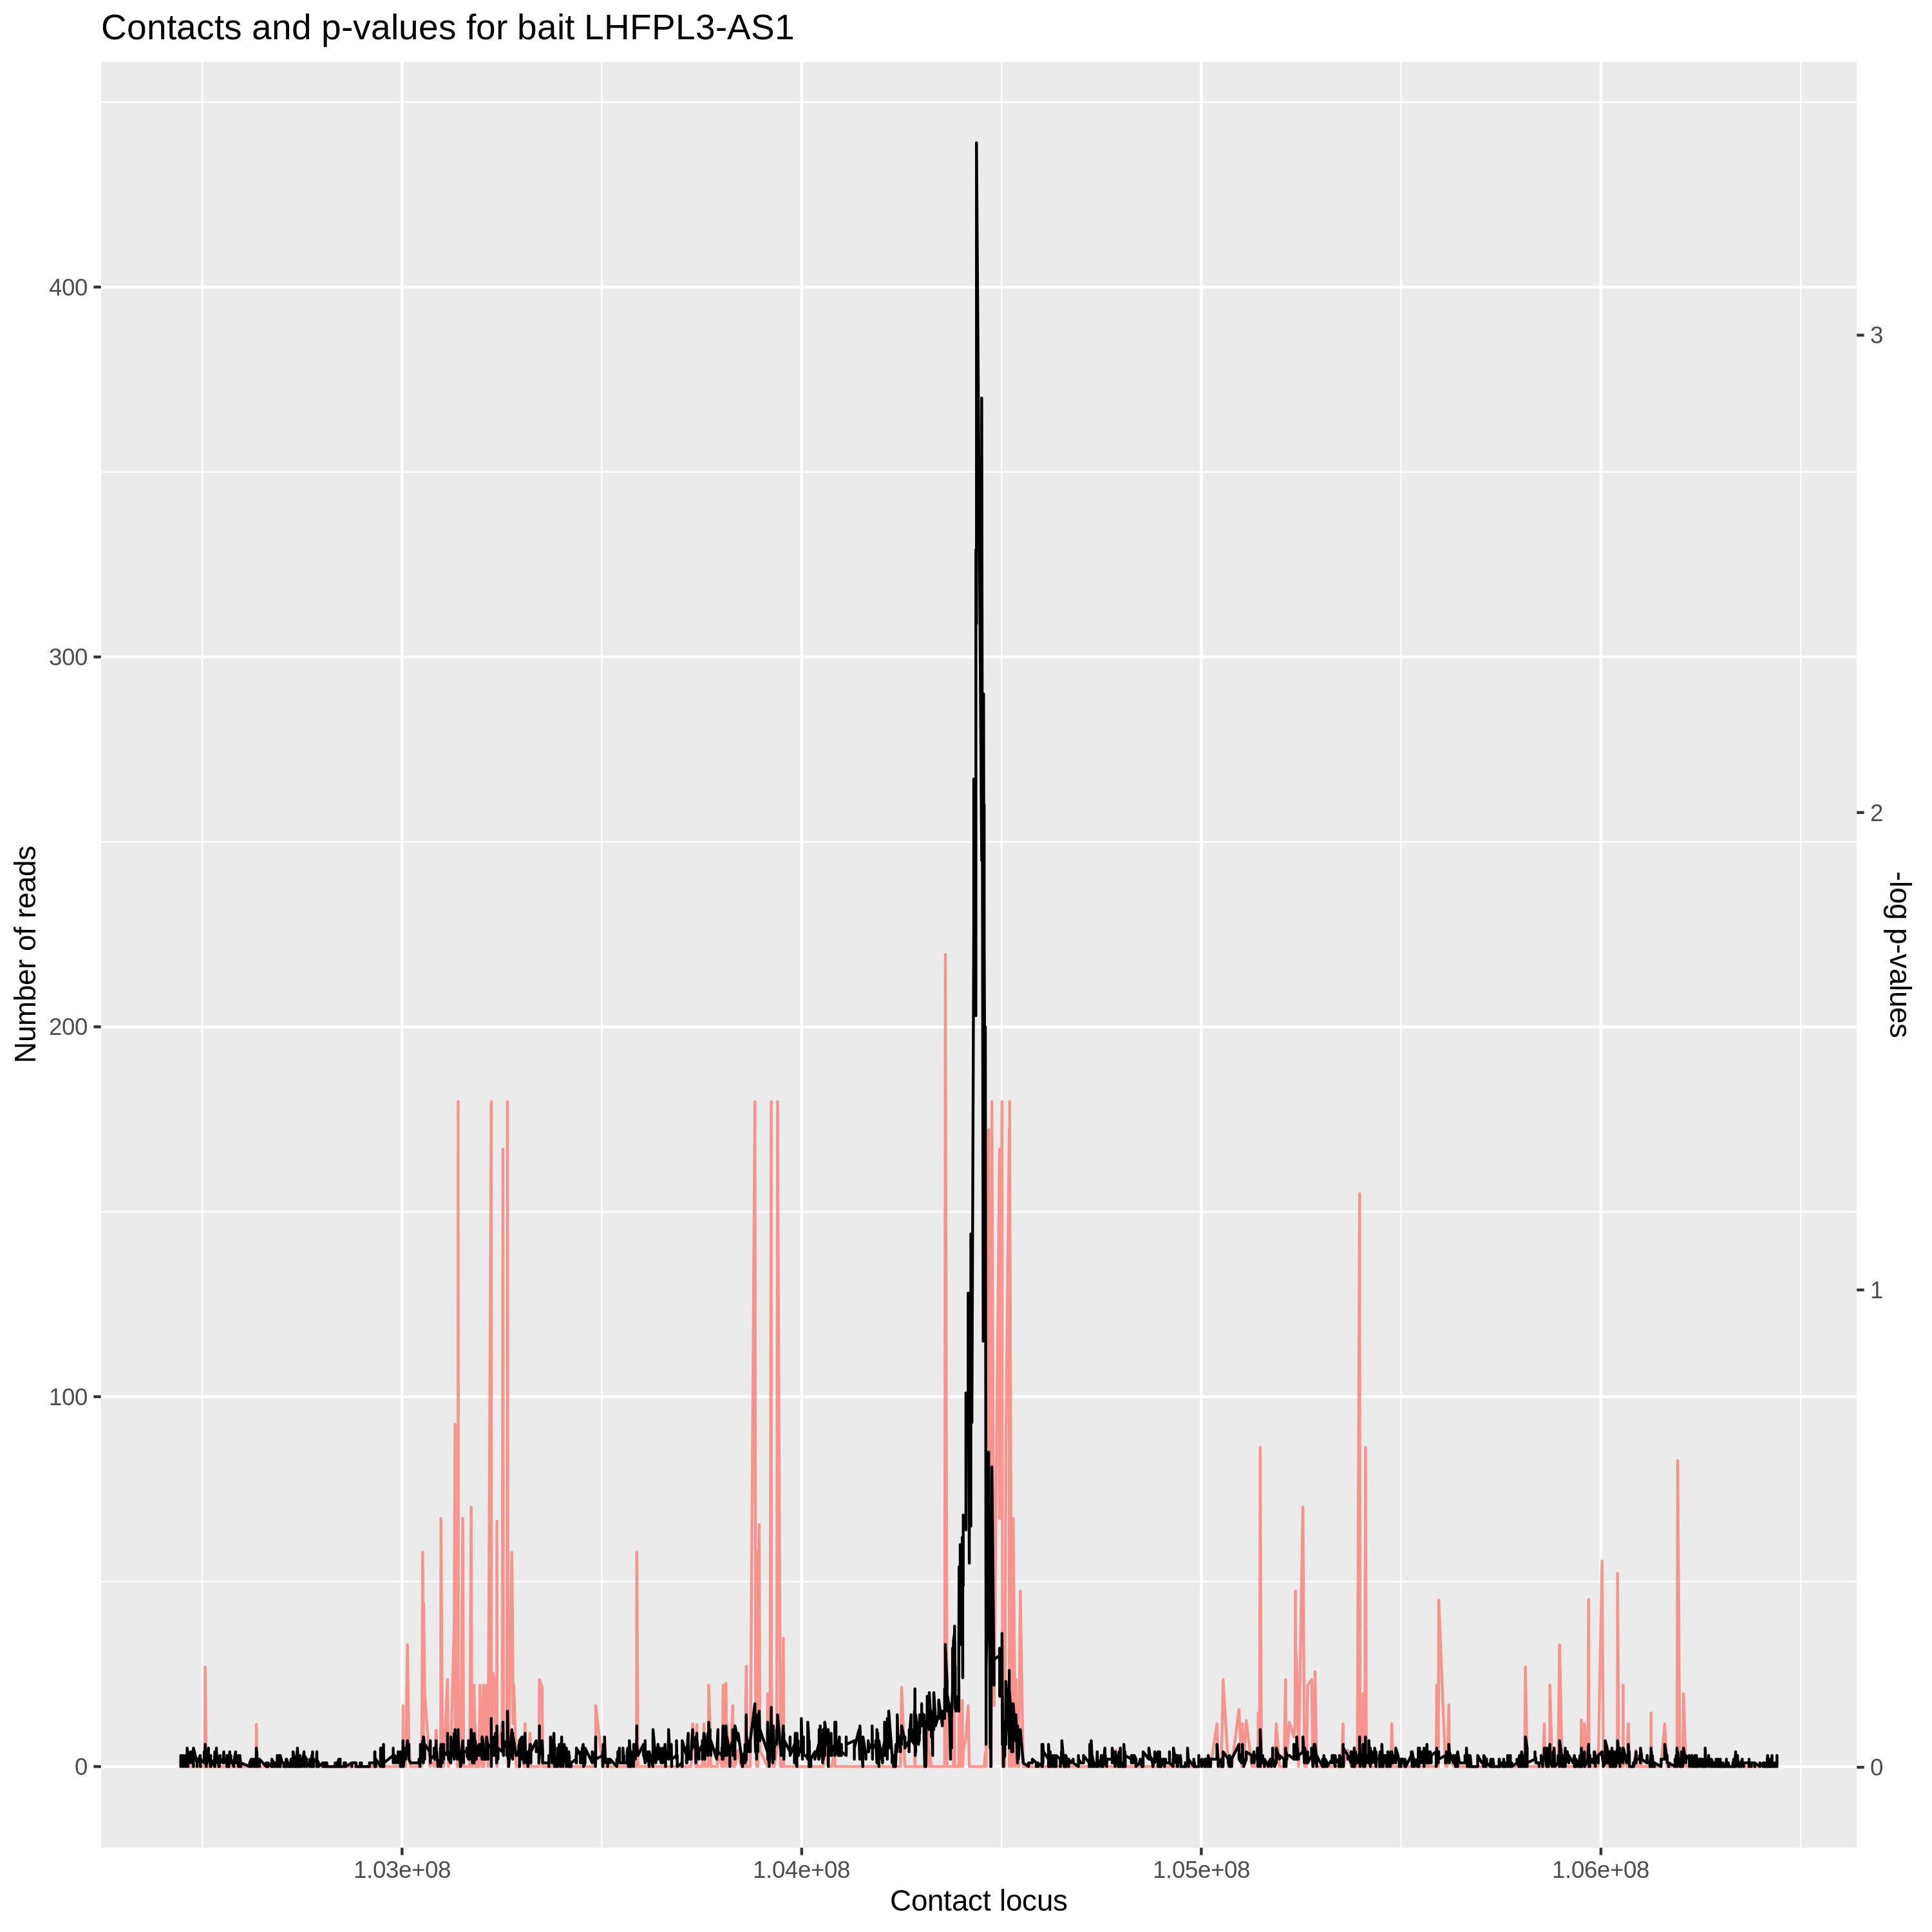 Contacts and p-values for bait LHFPL3-AS1
400
300
200
100
0
Number of reads
3
2
1
0
-log p-values
1.03e+08 1.04e+08 1.05e+08 1.06e+08
Contact locus